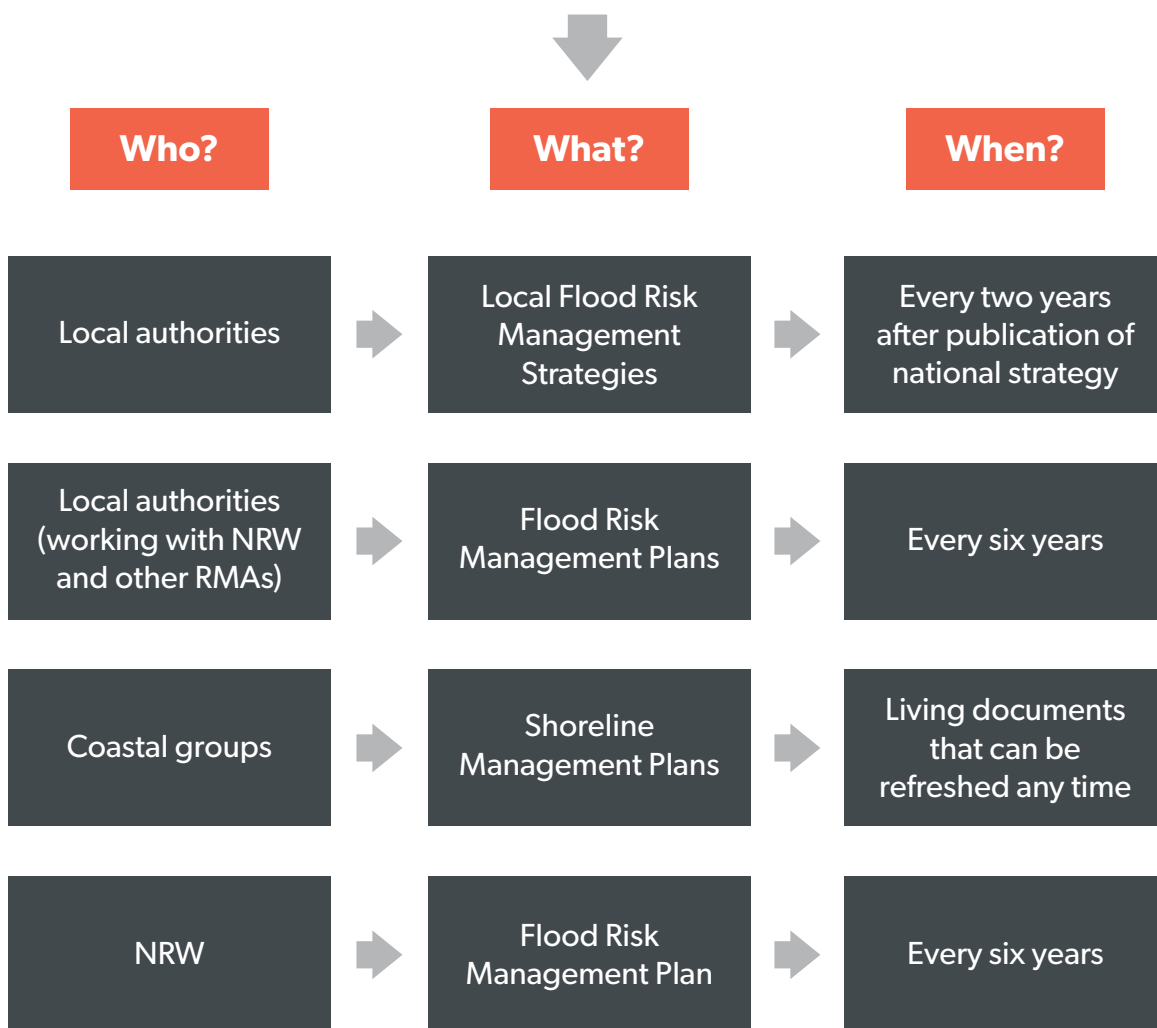 Who?
What?
When?
Local authorities
Local Flood Risk
Management
Strategies
Every two years
after publication of
national strategy
Local authorities
(working with NRW
and other RMAs)
Flood Risk
Management Plans
Every six years
Coastal groups
Shoreline
Management Plans
Living documents
that can be
refreshed any time
NRW
Flood Risk
Management Plan
Every six years